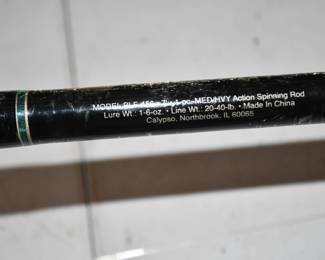 MODEL PLF 1 pc. MED/HVY Action Spinning Rod
Lure Wt.: 1-6-oz. • Line Wt.: 20-40-lb. • Made In China
Calypso, Northbrook, IL 60065